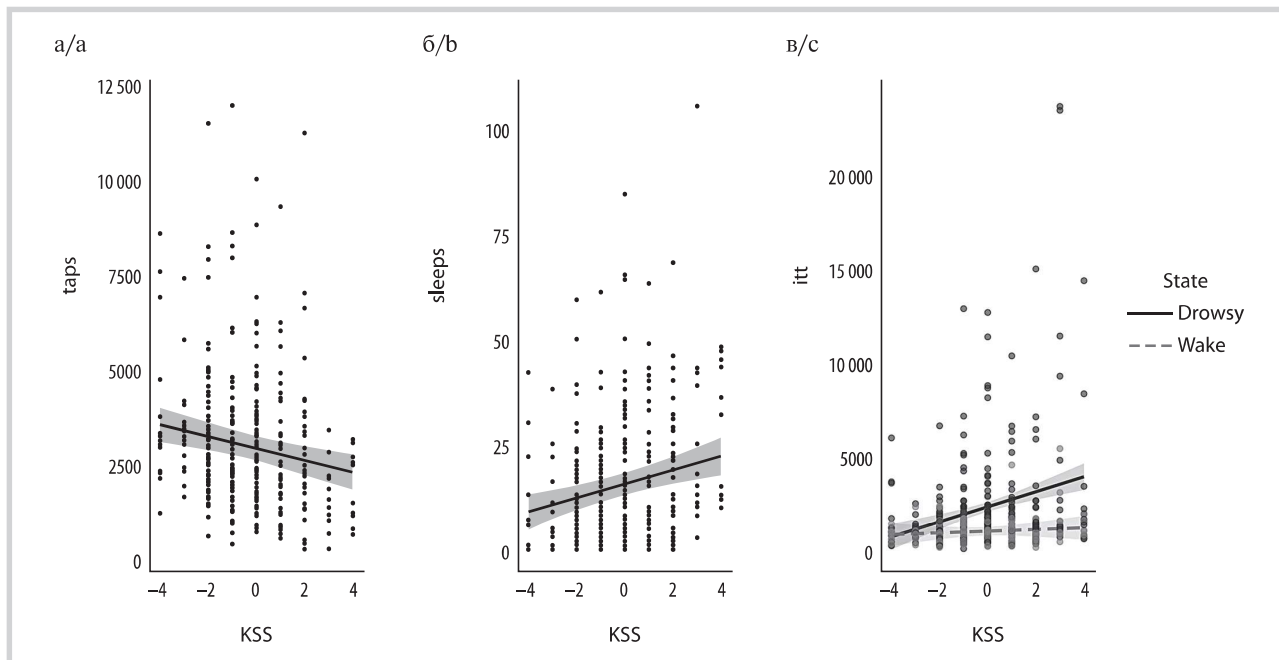 а/a
taps
12 500
10 000
7500
5000
2500
0
−4
−2
0
2
4
KSS
б/b
sleeps
100
75
50
25
0
−4
−2
0
2
4
KSS
в/c
itt
20 000
15 000
10 000
5000
0
−4
−2
0
2
4
KSS
State
Drowsy
Wake